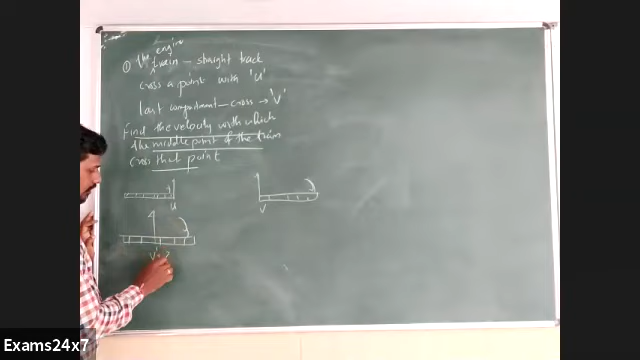 engine
① The train – straight track
cross a point with 'u'
last compartment – cross → 'V'
Find the velocity with which
the middle point of the train
cross that point
u
V
V' = ?
Exams24x7